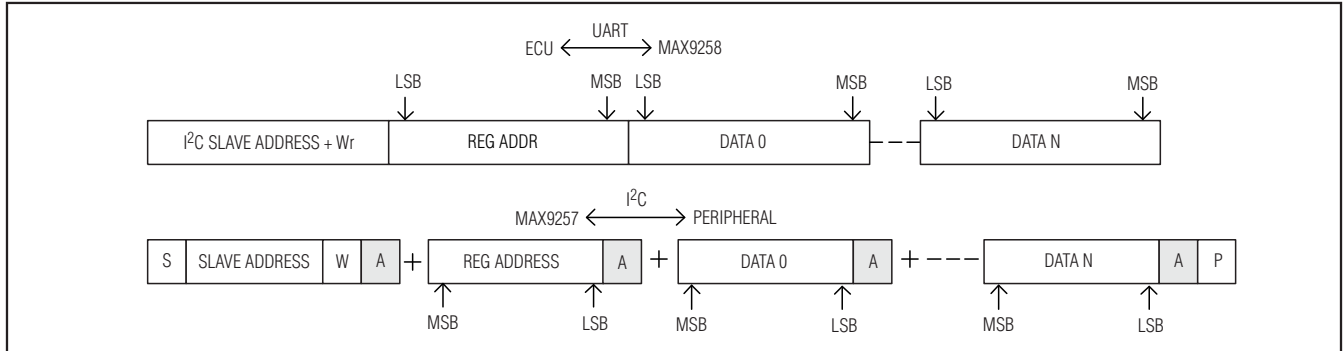 UART
ECU MAX9258
LSB MSB LSB MSB LSB MSB
I²C SLAVE ADDRESS + Wr REG ADDR DATA 0 DATA N
I²C
MAX9257 PERIPHERAL
S SLAVE ADDRESS W A + REG ADDRESS A + DATA 0 A + DATA N A P
MSB LSB MSB LSB MSB LSB